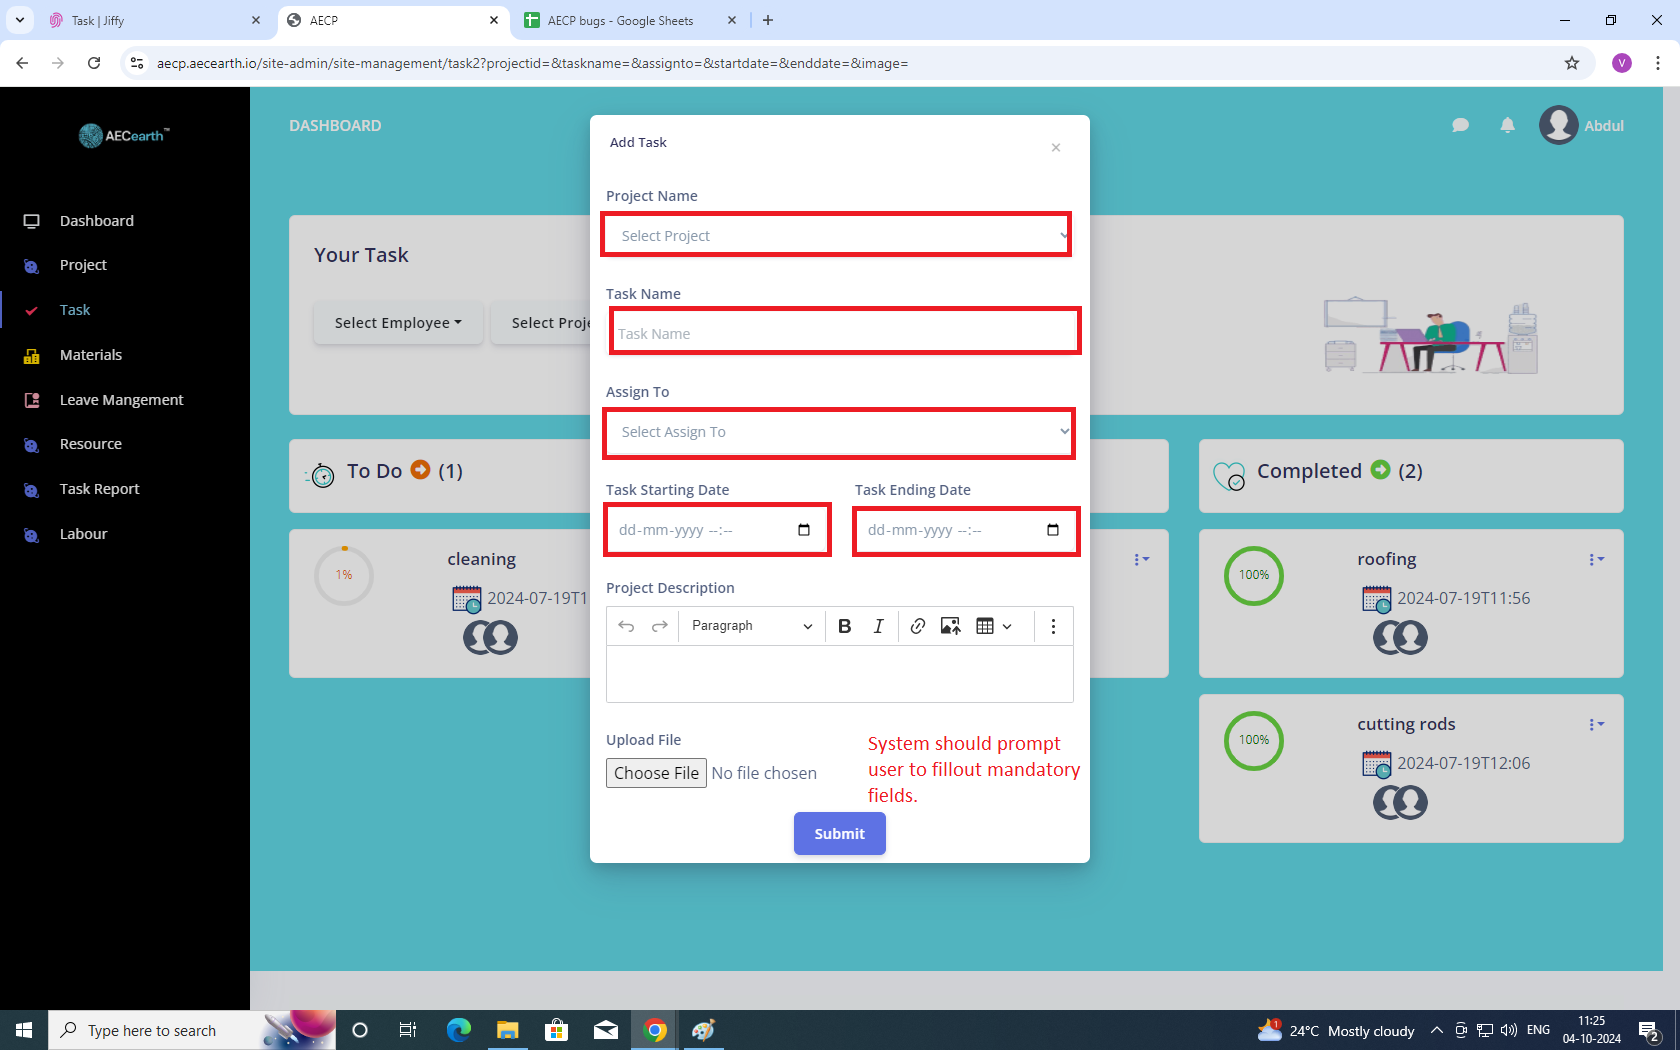 Task | Jiffy
AECP
AECP bugs - Google Sheets
aecp.aecearth.io/site-admin/site-management/task2?projectid=&taskname=&assignto=&startdate=&enddate=&image=
V
AECearth™
DASHBOARD
Abdul
Dashboard
Project
Task
Materials
Leave Mangement
Resource
Task Report
Labour
Your Task
Select Employee
Select Proje
To Do (1)
cleaning
1%
2024-07-19T1
Completed (2)
roofing
100%
2024-07-19T11:56
cutting rods
100%
2024-07-19T12:06
Add Task
×
Project Name
Select Project
Task Name
Task Name
Assign To
Select Assign To
Task Starting Date
Task Ending Date
dd-mm-yyyy --:--
dd-mm-yyyy --:--
Project Description
Paragraph
B I
Upload File
Choose File No file chosen
System should prompt
user to fillout mandatory
fields.
Submit
Type here to search
1
24°C Mostly cloudy
ENG
11:25
04-10-2024
2